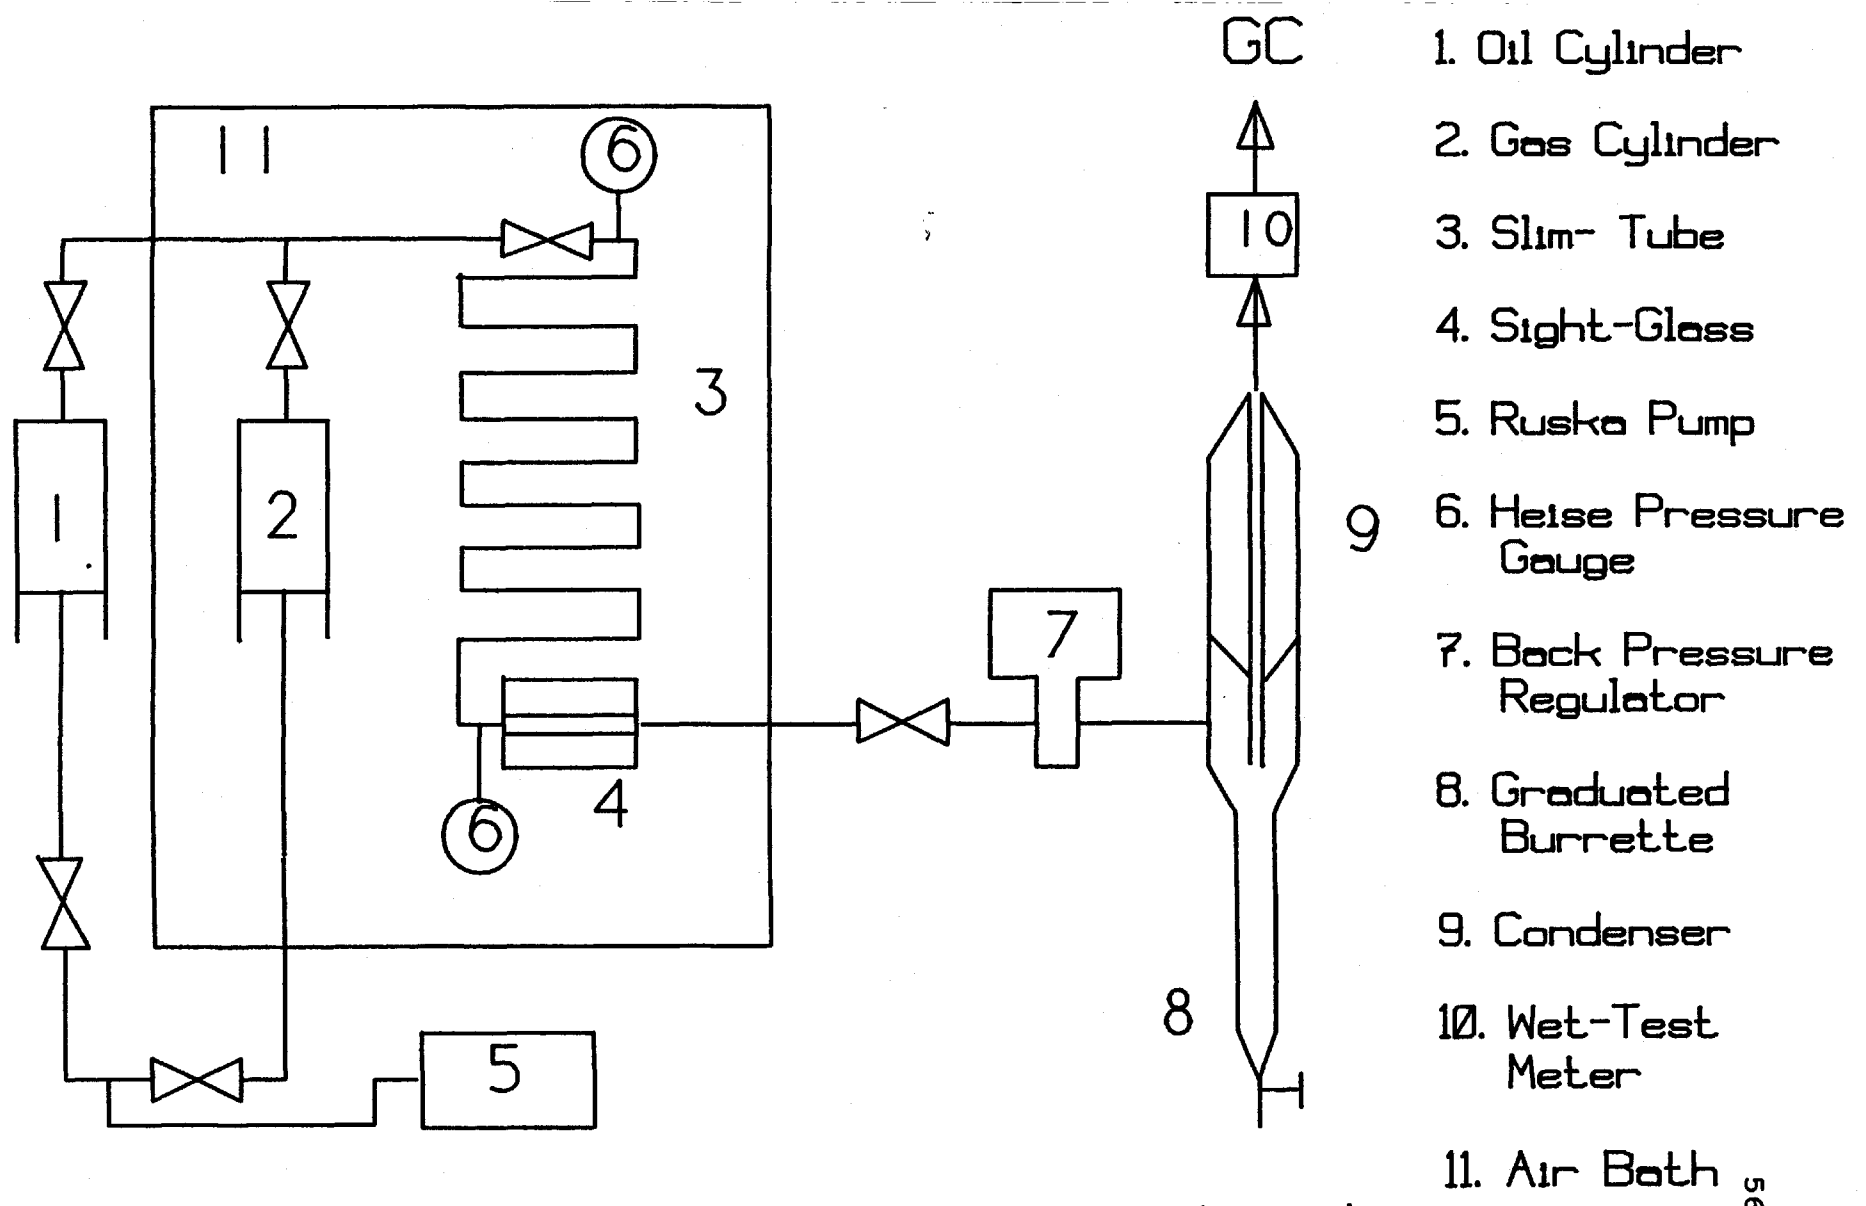 GC
11
6
10
3
1
2
9
7
4
6
8
5
1. Oil Cylinder
2. Gas Cylinder
3. Slim- Tube
4. Sight-Glass
5. Ruska Pump
6. Heise Pressure
Gauge
7. Back Pressure
Regulator
8. Graduated
Burrette
9. Condenser
10. Wet-Test
Meter
11. Air Bath